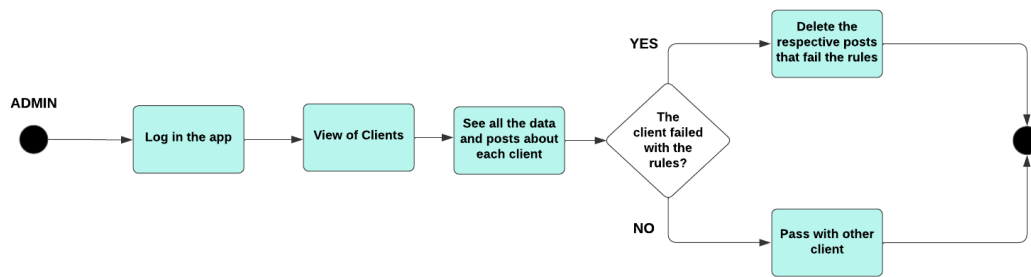 ADMIN
Log in the app
View of Clients
See all the data
and posts about
each client
The
client failed
with the
rules?
YES
Delete the
respective posts
that fail the rules
NO
Pass with other
client